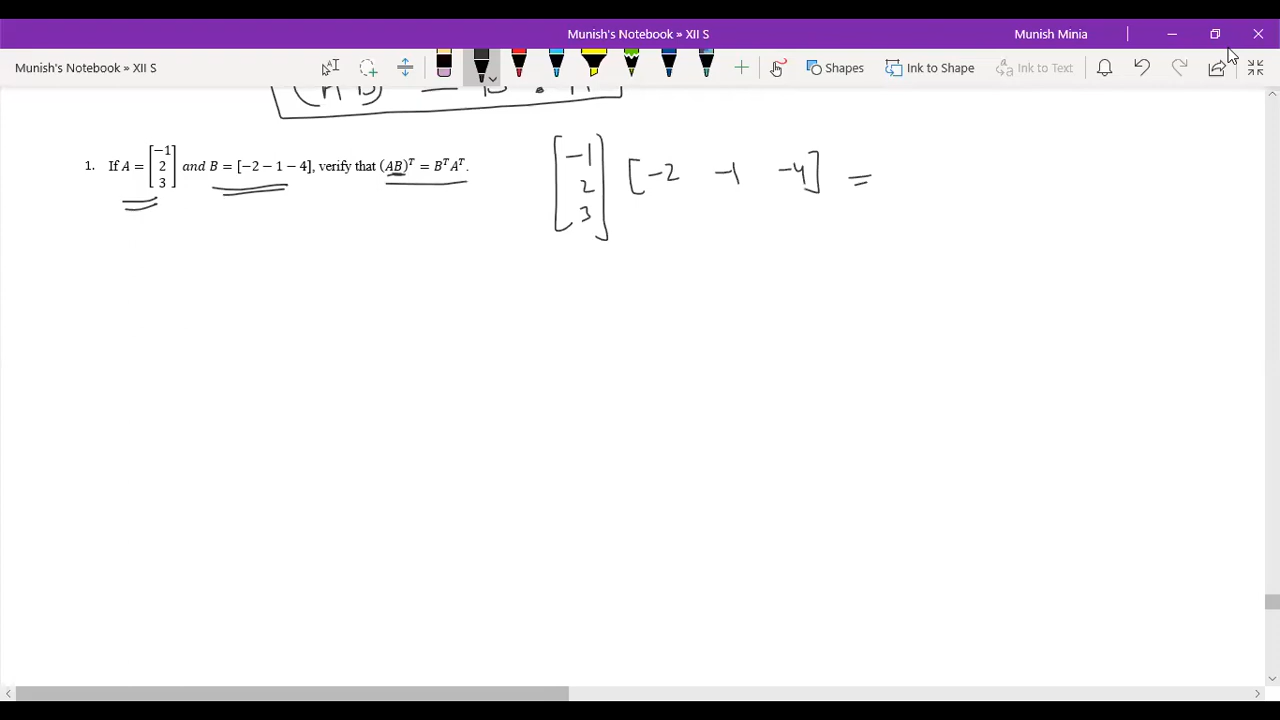 Munish's Notebook » XII S
Munish Minia
Munish's Notebook » XII S
Shapes
Ink to Shape
Ink to Text
1. If A = [−1 2 3] and B = [−2 − 1 − 4], verify that (AB)ᵀ = BᵀAᵀ.
[−1 2 3] [−2 −1 −4] =